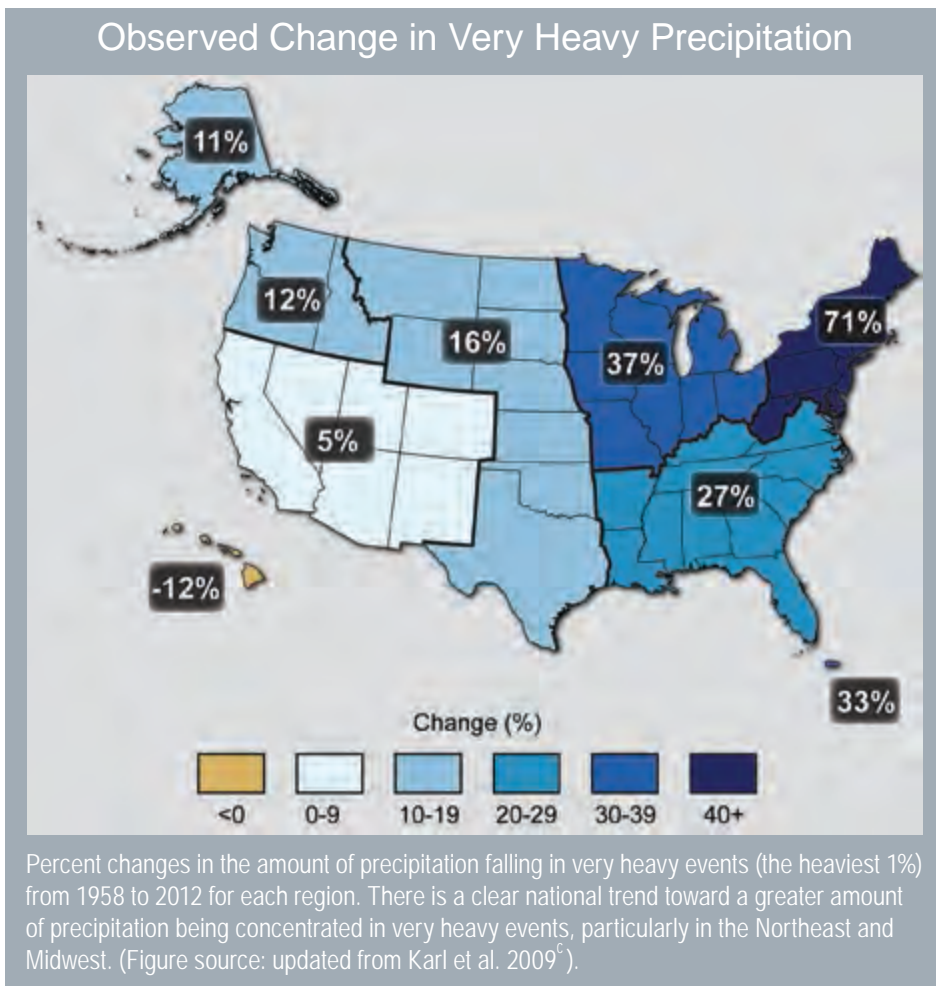 Observed Change in Very Heavy Precipitation
11%
12%
16%
37%
71%
5%
27%
-12%
33%
Change (%)
<0 0-9 10-19 20-29 30-39 40+
Percent changes in the amount of precipitation falling in very heavy events (the heaviest 1%)
from 1958 to 2012 for each region. There is a clear national trend toward a greater amount
of precipitation being concentrated in very heavy events, particularly in the Northeast and
Midwest. (Figure source: updated from Karl et al. 2009c).